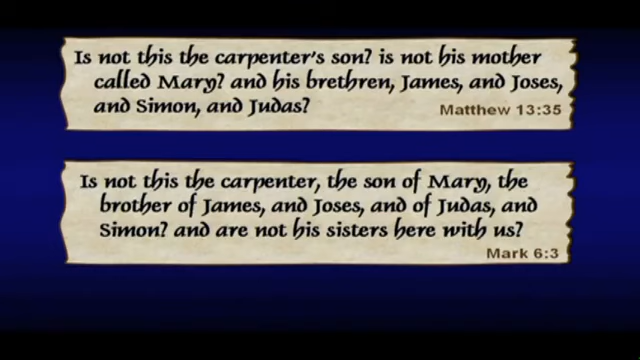 Is not this the carpenter's son? is not his mother
called Mary? and his brethren, James, and Joses,
and Simon, and Judas?
Matthew 13:35
Is not this the carpenter, the son of Mary, the
brother of James, and Joses, and of Judas, and
Simon? and are not his sisters here with us?
Mark 6:3